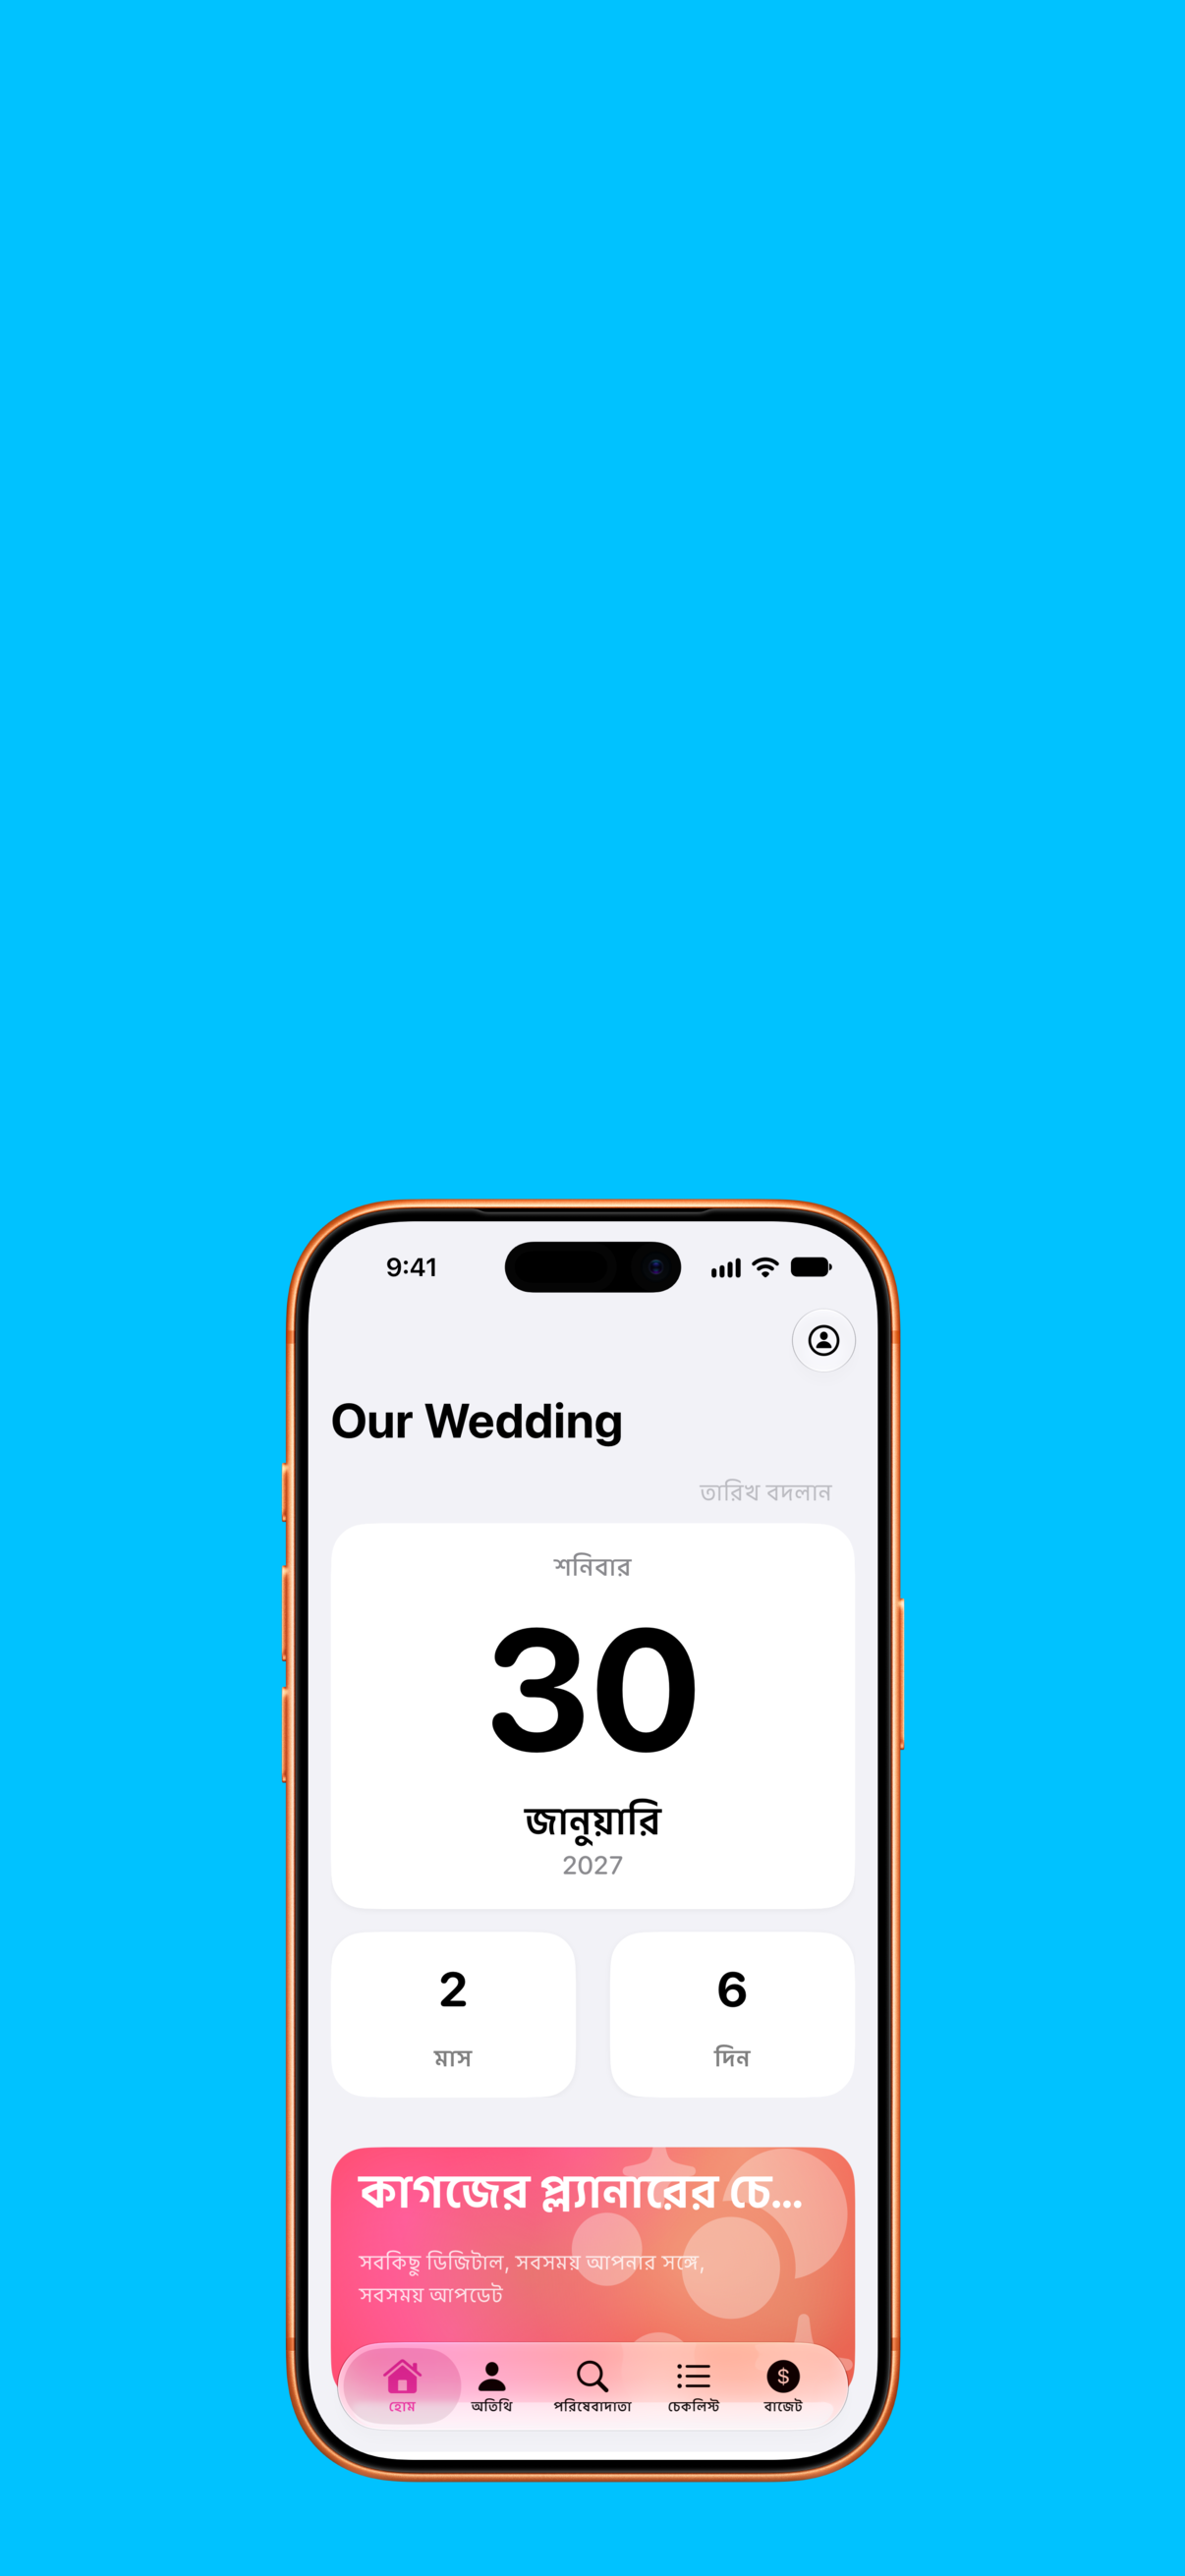 9:41
Our Wedding
তারিখ বদলান
শনিবার
30
জানুয়ারি
2027
2
মাস
6
দিন
কাগজের প্ল্যানারের চে...
সবকিছু ডিজিটাল, সবসময় আপনার সঙ্গে,
সবসময় আপডেট
হোম
অতিথি
পরিষেবাদাতা
চেকলিস্ট
বাজেট